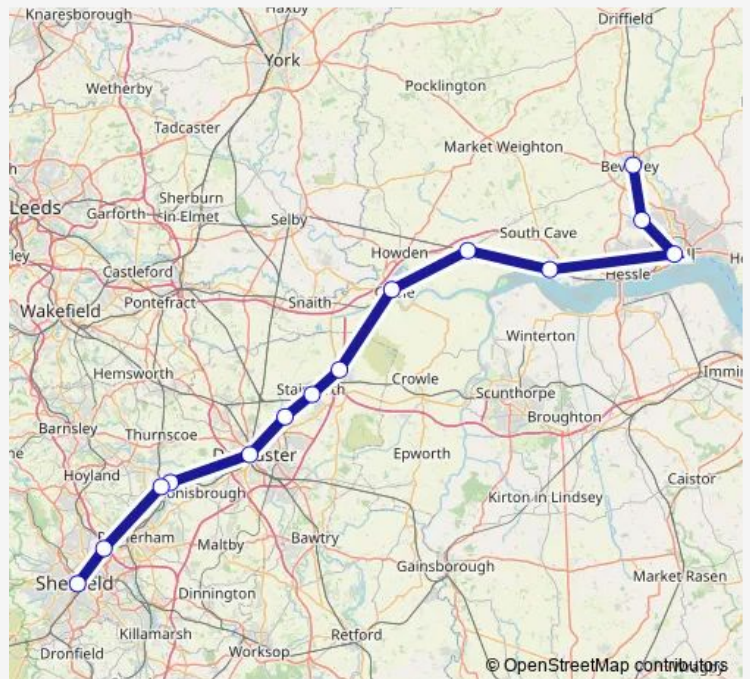 Knaresborough
Haxby
Driffield
York
Wetherby
Pocklington
Tadcaster
Market Weighton
Leeds
Garforth
Sherburn
in Elmet
Selby
South Cave
Howden
Castleford
Hessle
Pontefract
Snaith
Wakefield
Winterton
Hemsworth
Crowle
Scunthorpe
Broughton
Barnsley
Thurnscoe
Epworth
Hoyland
Caistor
Kirton in Lindsey
Maltby
Bawtry
Gainsborough
Market Rasen
Dinnington
Killamarsh
Retford
Dronfield
Worksop
© OpenStreetMap contributors